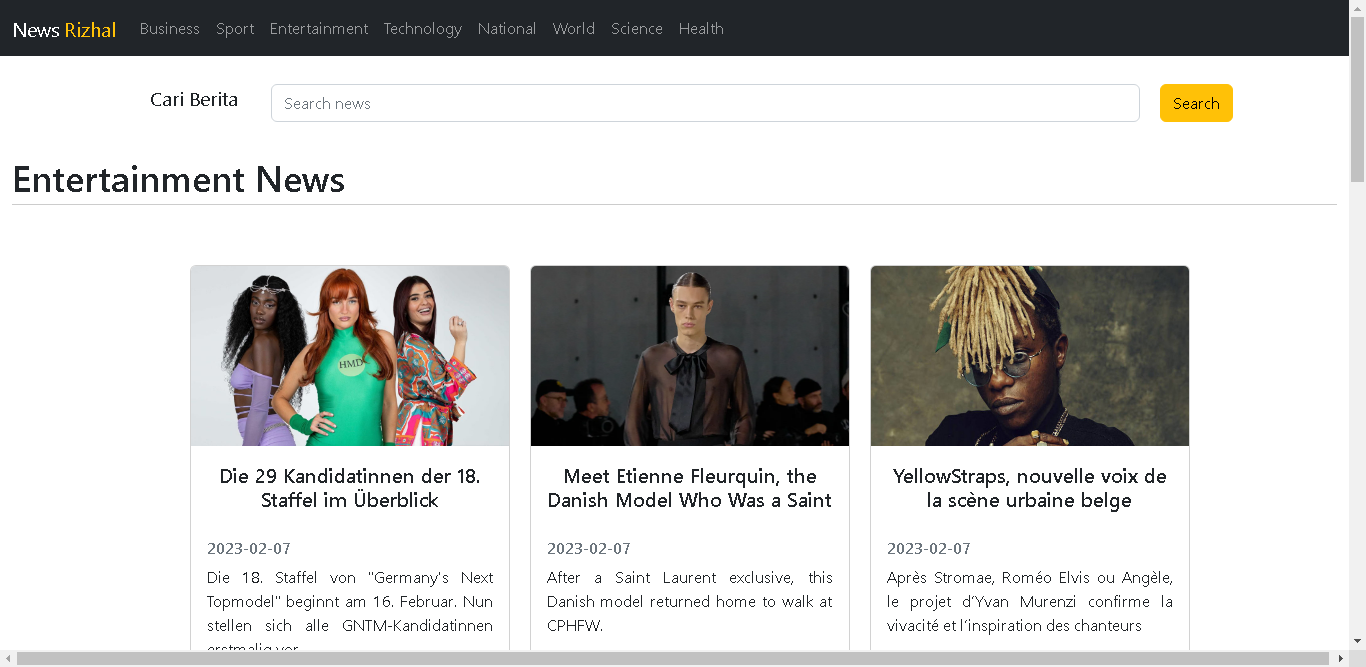 News Rizhal Business Sport Entertainment Technology National World Science Health
Cari Berita Search news Search
Entertainment News
HMD
Die 29 Kandidatinnen der 18.
Staffel im Überblick
2023-02-07
Die 18. Staffel von "Germany's Next
Topmodel" beginnt am 16. Februar. Nun
stellen sich alle GNTM-Kandidatinnen
erstmalig vor
Meet Etienne Fleurquin, the
Danish Model Who Was a Saint
2023-02-07
After a Saint Laurent exclusive, this
Danish model returned home to walk at
CPHFW.
YellowStraps, nouvelle voix de
la scène urbaine belge
2023-02-07
Après Stromae, Roméo Elvis ou Angèle,
le projet d’Yvan Murenzi confirme la
vivacité et l’inspiration des chanteurs